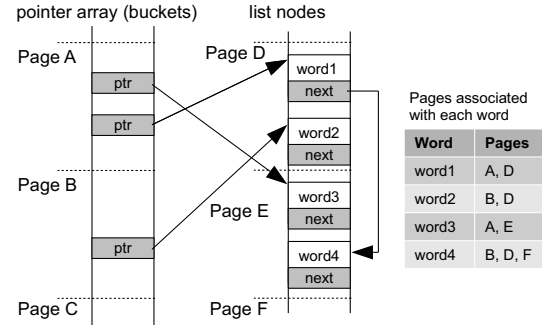 pointer array (buckets)
list nodes
Page A
Page D
word1
ptr
next
ptr
word2
next
Page B
word3
Page E
next
ptr
word4
next
Page C
Page F
Pages associated
with each word
Word Pages
word1 A, D
word2 B, D
word3 A, E
word4 B, D, F